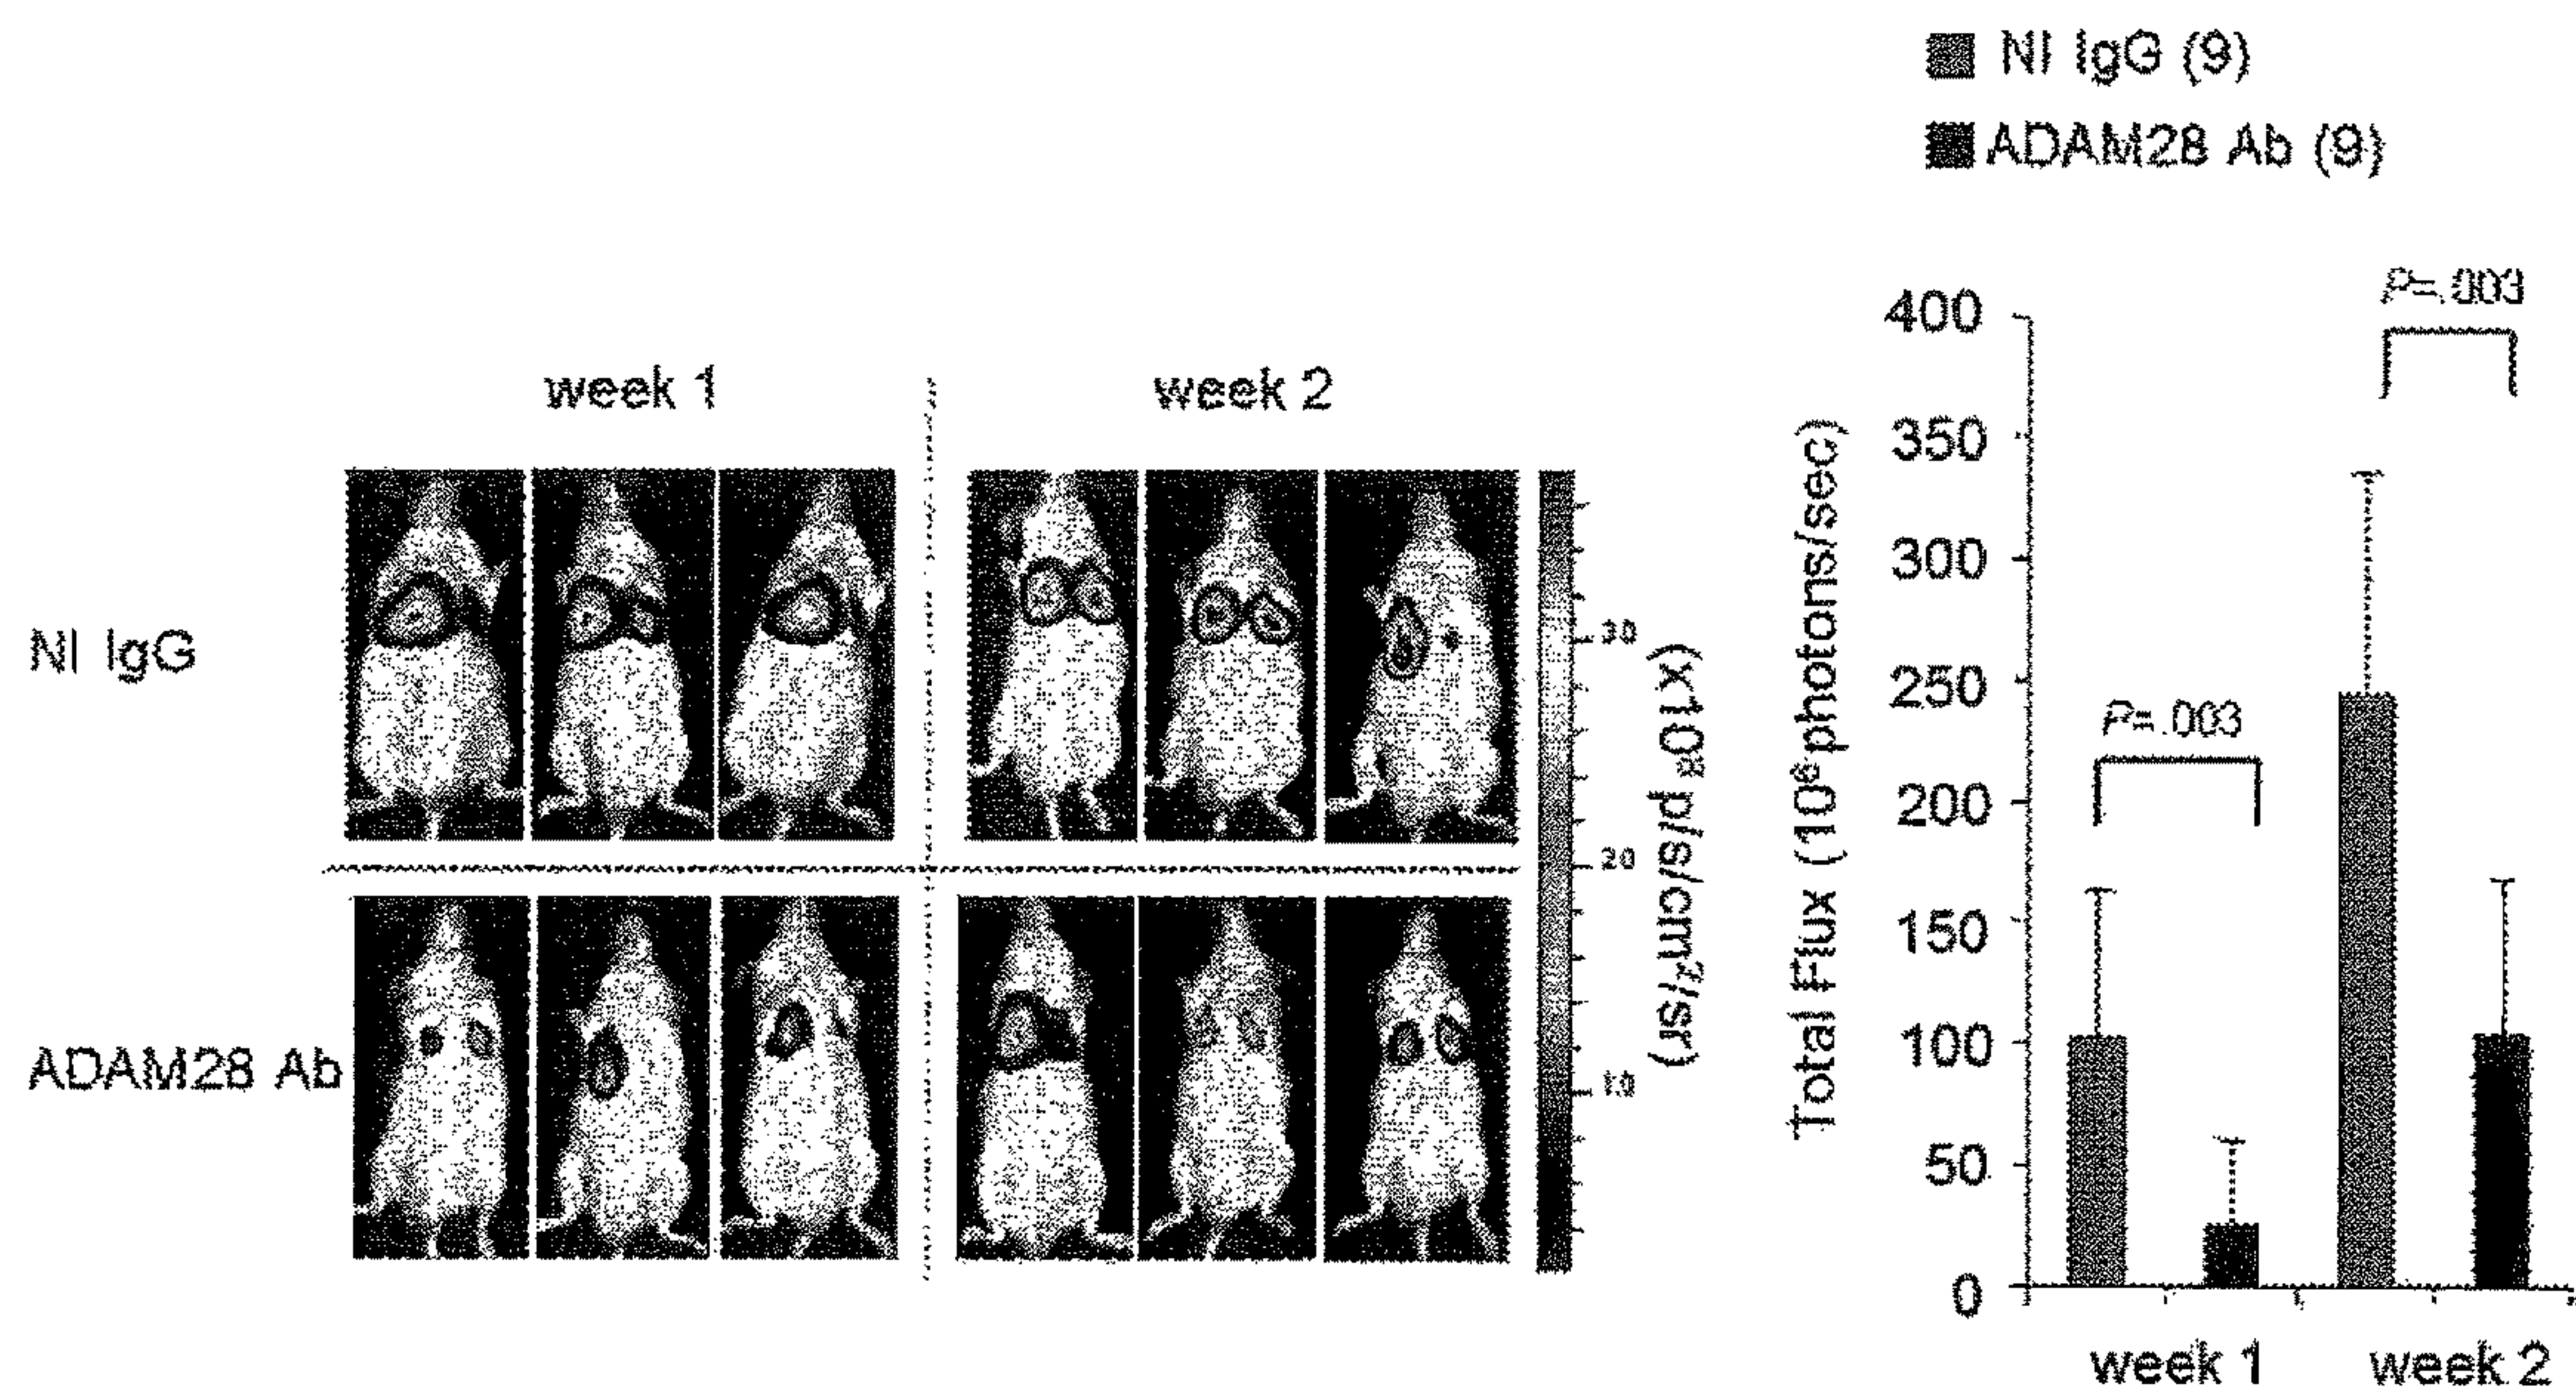 NI IgG (9)
ADAM28 Ab (9)
week 1
week 2
NI IgG
ADAM28 Ab
30
20
10
(x10⁸ p/s/cm²/sr)
Total Flux (10⁶photons/sec)
400
350
300
250
200
150
100
50
0
P=.003
P=.003
week 1
week 2